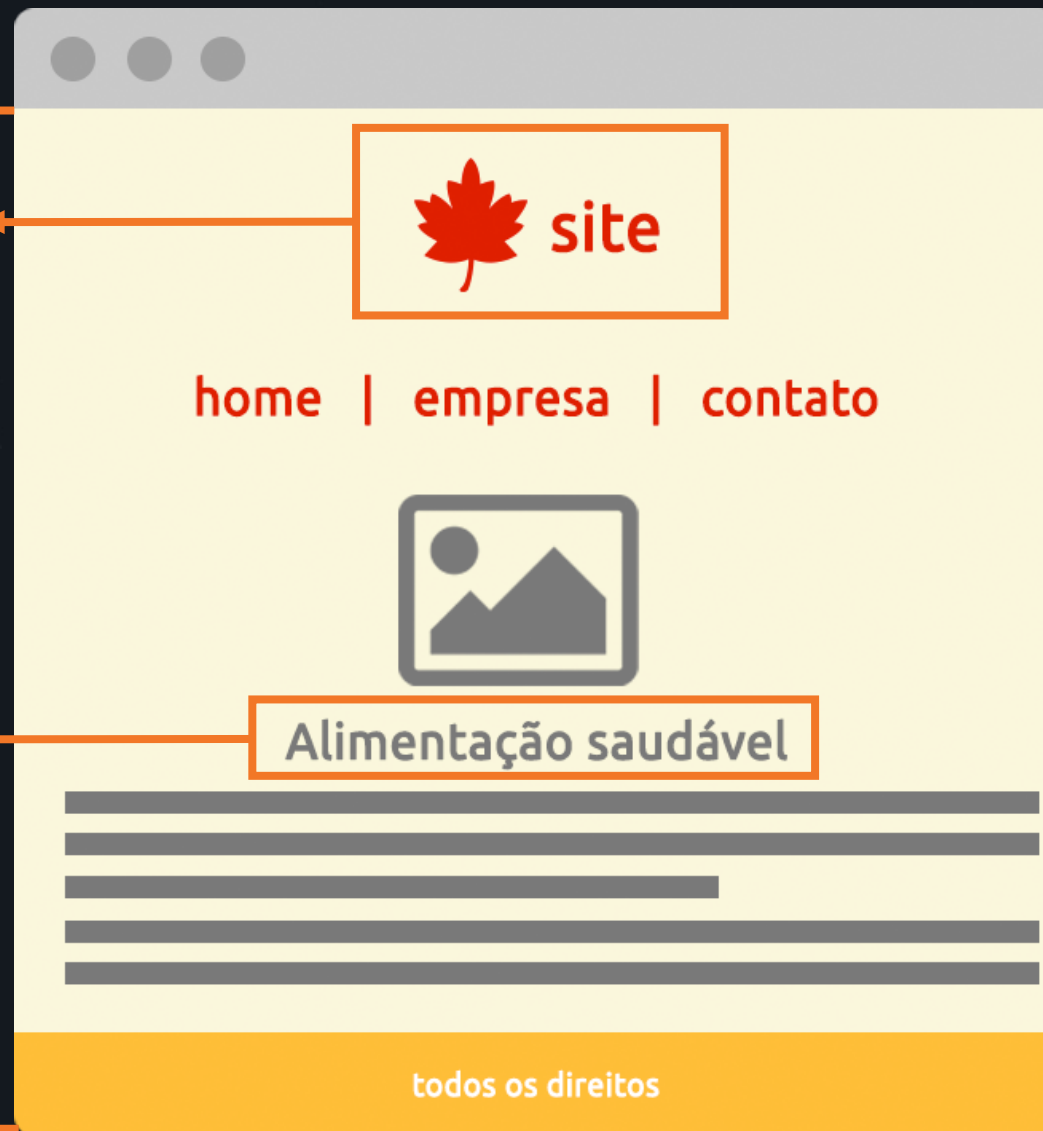 site
home | empresa | contato
Alimentação saudável
todos os direitos